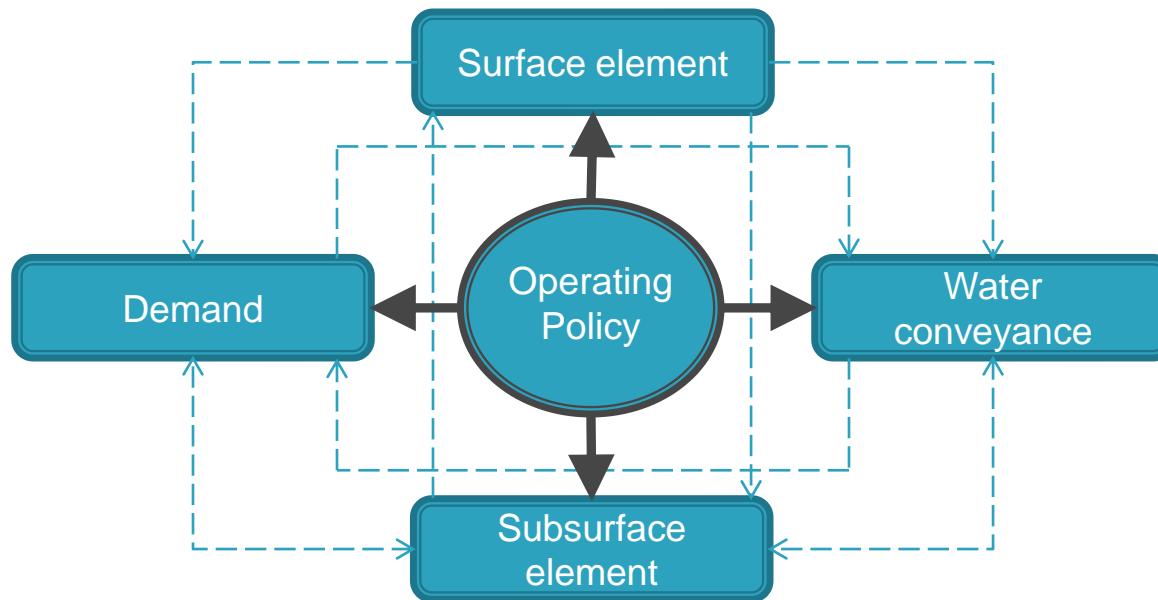 Surface element
Operating
Policy
Demand
Water
conveyance
Subsurface
element